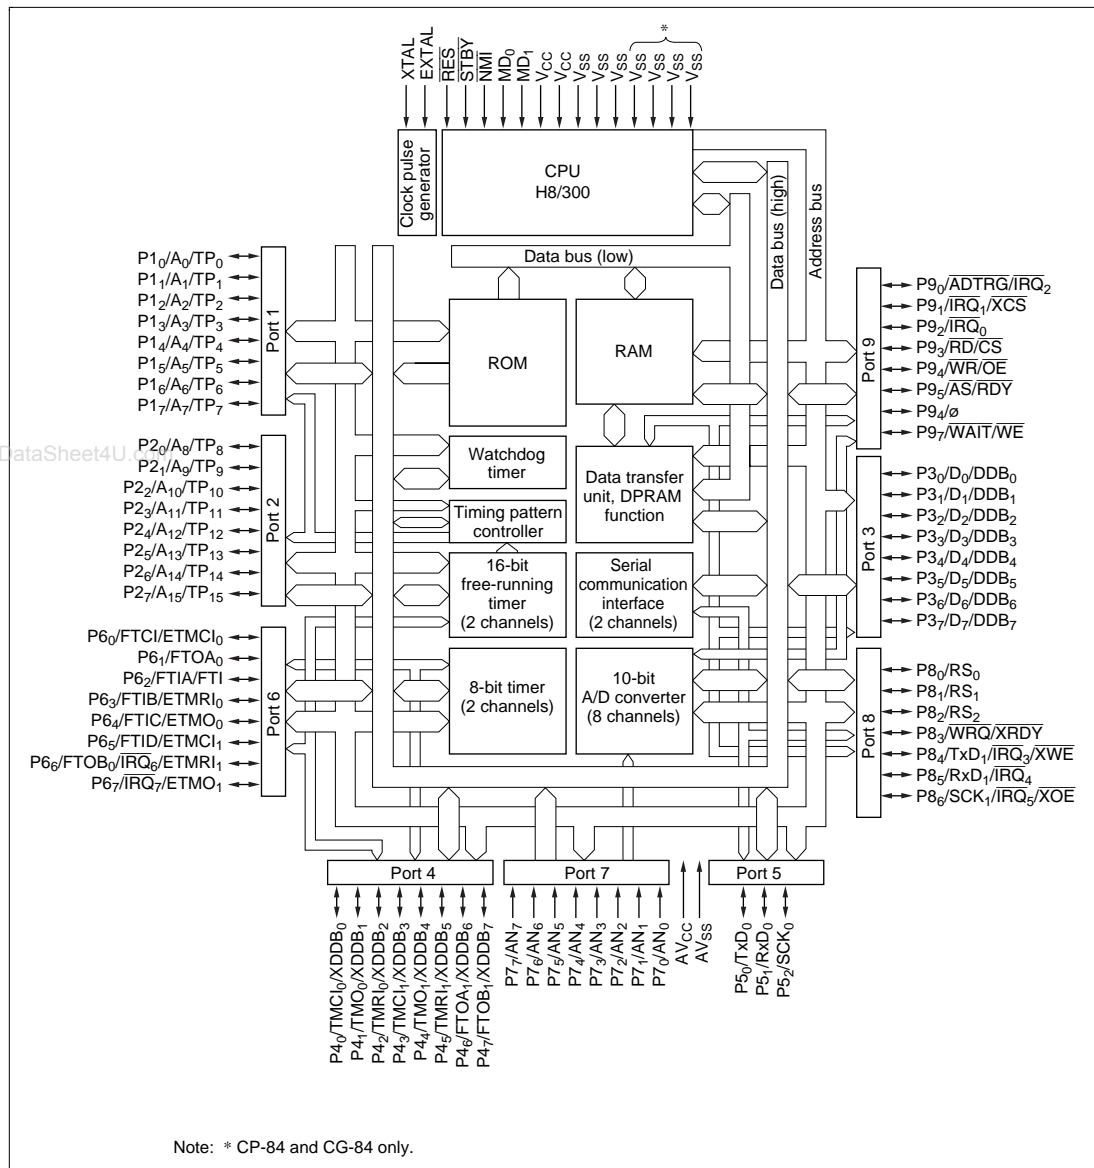 *
XTAL
EXTAL
RES
STBY
NMI
MD0
MD1
VCC
VCC
VSS
VSS
VSS
VSS
VSS
VSS
VSS
Clock pulse
generator
CPU
H8/300
Data bus (low)
Data bus (high)
Address bus
P10/A0/TP0
P11/A1/TP1
P12/A2/TP2
P13/A3/TP3
P14/A4/TP4
P15/A5/TP5
P16/A6/TP6
P17/A7/TP7
Port 1
ROM
RAM
Port 9
P90/ADTRG/IRQ2
P91/IRQ1/XCS
P92/IRQ0
P93/RD/CS
P94/WR/OE
P95/AS/RDY
P94/ø
P97/WAIT/WE
DataSheet4U.com
P20/A8/TP8
P21/A9/TP9
P22/A10/TP10
P23/A11/TP11
P24/A12/TP12
P25/A13/TP13
P26/A14/TP14
P27/A15/TP15
Port 2
Watchdog
timer
Timing pattern
controller
16-bit
free-running
timer
(2 channels)
Data transfer
unit, DPRAM
function
Serial
communication
interface
(2 channels)
Port 3
P30/D0/DDB0
P31/D1/DDB1
P32/D2/DDB2
P33/D3/DDB3
P34/D4/DDB4
P35/D5/DDB5
P36/D6/DDB6
P37/D7/DDB7
P60/FTCI/ETMCI0
P61/FTOA0
P62/FTIA/FTI
P63/FTIB/ETMRI0
P64/FTIC/ETMO0
P65/FTID/ETMCI1
P66/FTOB0/IRQ6/ETMRI1
P67/IRQ7/ETMO1
Port 6
8-bit timer
(2 channels)
10-bit
A/D converter
(8 channels)
Port 8
P80/RS0
P81/RS1
P82/RS2
P83/WRQ/XRDY
P84/TxD1/IRQ3/XWE
P85/RxD1/IRQ4
P86/SCK1/IRQ5/XOE
Port 4
Port 7
Port 5
P40/TMCI0/XDDB0
P41/TMO0/XDDB1
P42/TMRI0/XDDB2
P43/TMCI1/XDDB3
P44/TMO1/XDDB4
P45/TMRI1/XDDB5
P46/FTOA1/XDDB6
P47/FTOB1/XDDB7
P77/AN7
P76/AN6
P75/AN5
P74/AN4
P73/AN3
P72/AN2
P71/AN1
P70/AN0
AVCC
AVSS
P50/TxD0
P51/RxD0
P52/SCK0
Note: * CP-84 and CG-84 only.